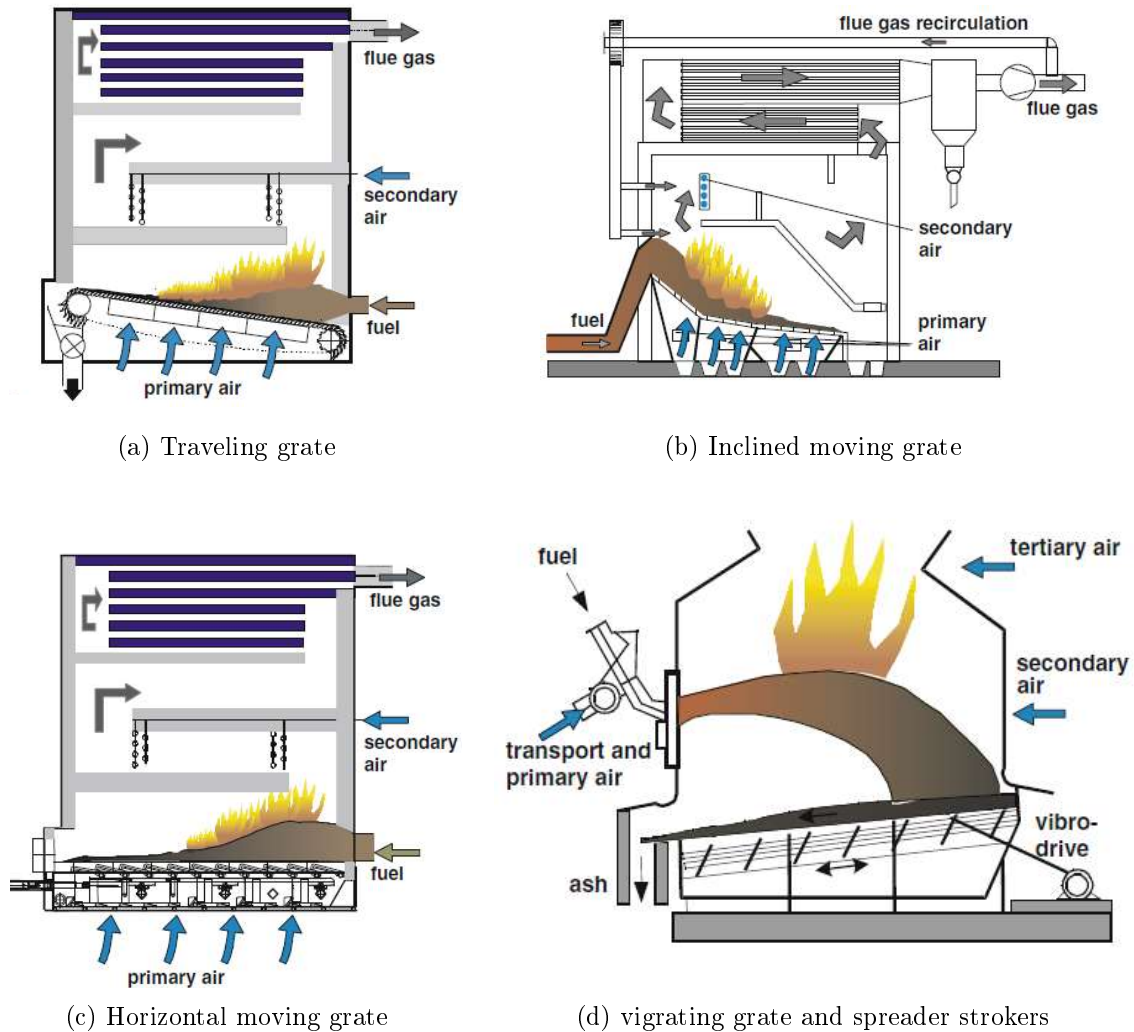 flue gas
secondary
air
fuel
primary air
(a) Traveling grate
flue gas recirculation
flue gas
secondary
air
fuel
primary
air
(b) Inclined moving grate
flue gas
secondary
air
fuel
primary air
(c) Horizontal moving grate
fuel
tertiary air
secondary
air
transport and
primary air
vibro-
drive
ash
(d) vigrating grate and spreader strokers